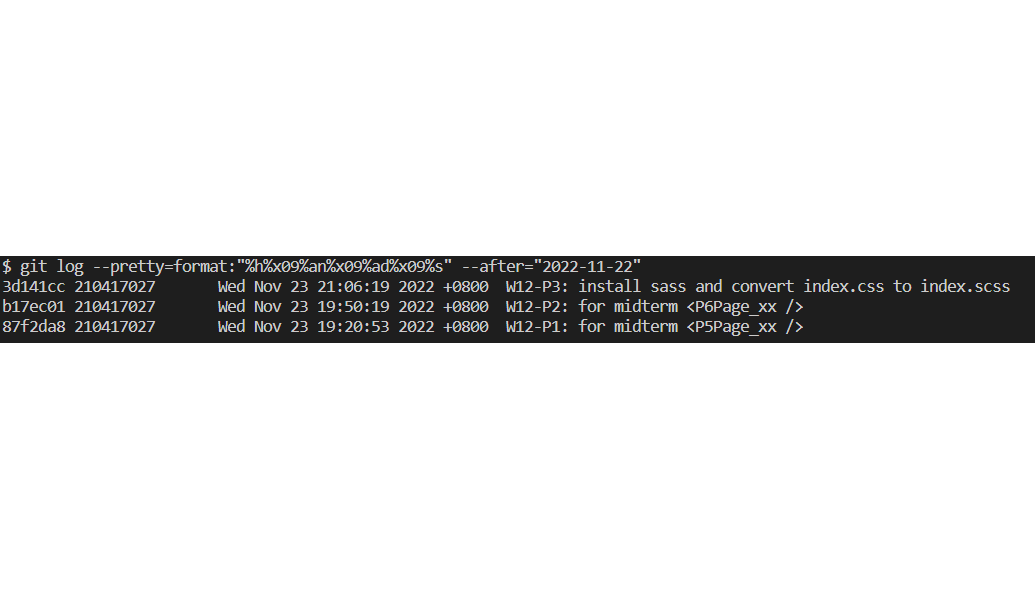 $ git log --pretty=format:"%h%x09%an%x09%ad%x09%s" --after="2022-11-22"
3d141cc 210417027       Wed Nov 23 21:06:19 2022 +0800  W12-P3: install sass and convert index.css to index.scss
b17ec01 210417027       Wed Nov 23 19:50:19 2022 +0800  W12-P2: for midterm <P6Page_xx />
87f2da8 210417027       Wed Nov 23 19:20:53 2022 +0800  W12-P1: for midterm <P5Page_xx />